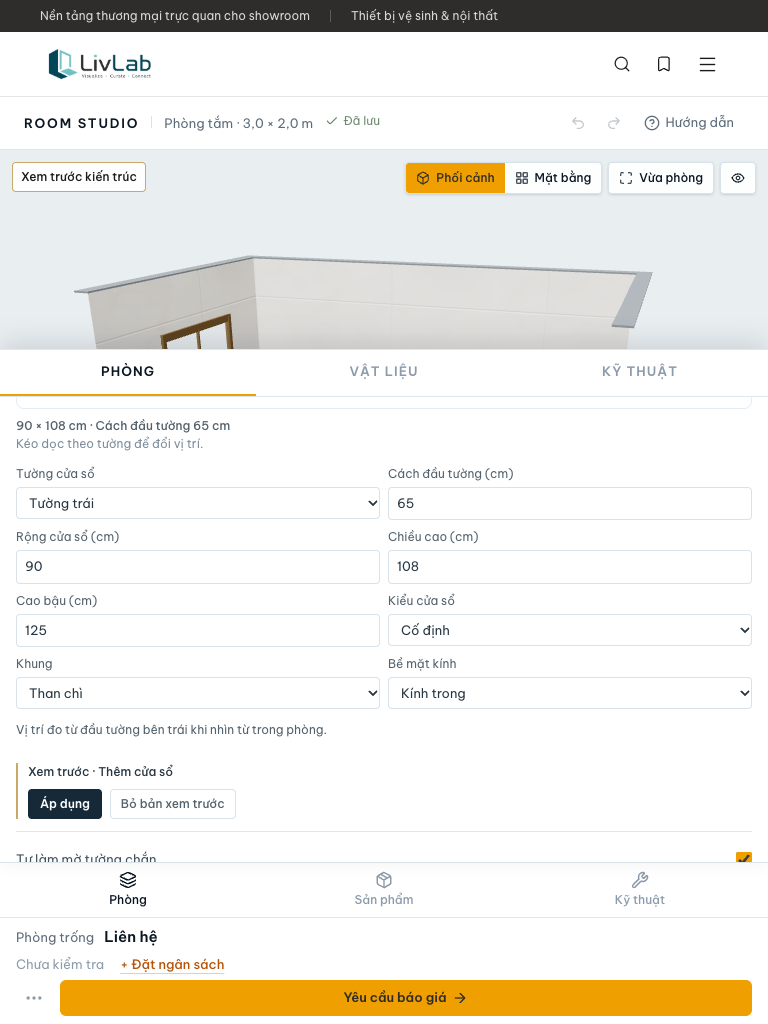 Nền tảng thương mại trực quan cho showroom
Thiết bị vệ sinh & nội thất
LivLab
Visualize · Curate · Connect
ROOM STUDIO
Phòng tắm · 3,0 × 2,0 m
Đã lưu
Hướng dẫn
Xem trước kiến trúc
Phối cảnh
Mặt bằng
Vừa phòng
PHÒNG
VẬT LIỆU
KỸ THUẬT
90 × 108 cm · Cách đầu tường 65 cm
Kéo dọc theo tường để đổi vị trí.
Tường cửa sổ
Cách đầu tường (cm)
Tường trái
65
Rộng cửa sổ (cm)
Chiều cao (cm)
90
108
Cao bậu (cm)
Kiểu cửa sổ
125
Cố định
Khung
Bề mặt kính
Than chì
Kính trong
Vị trí đo từ đầu tường bên trái khi nhìn từ trong phòng.
Xem trước · Thêm cửa sổ
Áp dụng
Bỏ bản xem trước
Tự làm mờ tường chắn
Phòng
Sản phẩm
Kỹ thuật
Phòng trống
Liên hệ
Chưa kiểm tra
+ Đặt ngân sách
Yêu cầu báo giá